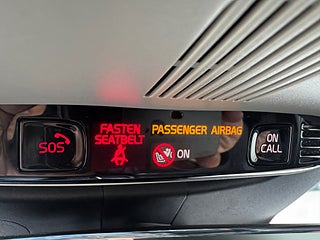 SOS
FASTEN
SEATBELT
PASSENGER AIRBAG
ON
ON
CALL